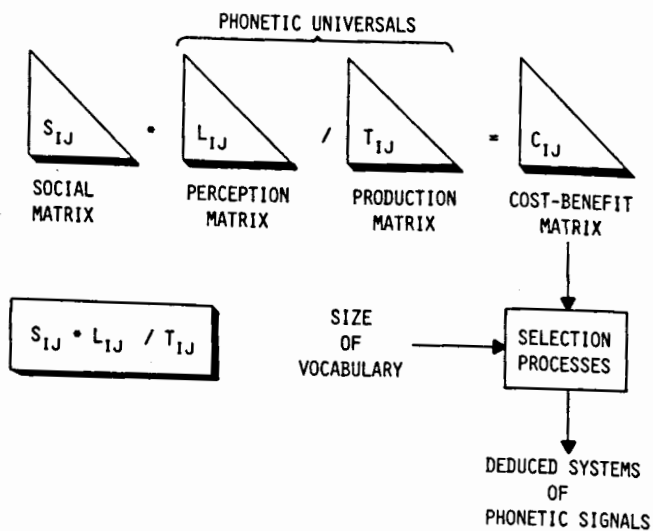 PHONETIC UNIVERSALS
S_IJ * L_IJ / T_IJ = C_IJ
SOCIAL
MATRIX
PERCEPTION
MATRIX
PRODUCTION
MATRIX
COST-BENEFIT
MATRIX
S_IJ * L_IJ / T_IJ
SIZE
OF
VOCABULARY
SELECTION
PROCESSES
DEDUCED SYSTEMS
OF
PHONETIC SIGNALS